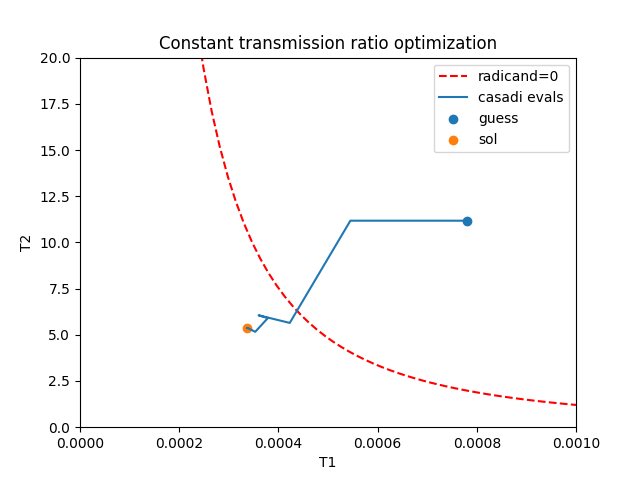 Constant transmission ratio optimization
radicand=0
casadi evals
guess
sol
T2
20.0
17.5
15.0
12.5
10.0
7.5
5.0
2.5
0.0
0.0000 0.0002 0.0004 0.0006 0.0008 0.0010
T1